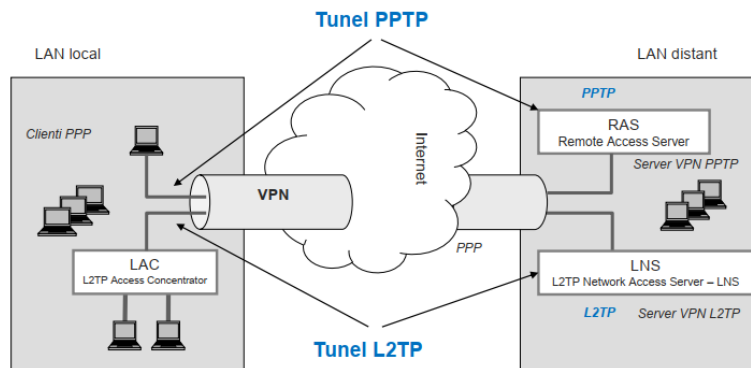 Tunel PPTP
LAN local
LAN distant
PPTP
Clienti PPP
RAS
Remote Access Server
Internet
Server VPN PPTP
VPN
PPP
LAC
L2TP Access Concentrator
LNS
L2TP Network Access Server – LNS
L2TP
Server VPN L2TP
Tunel L2TP